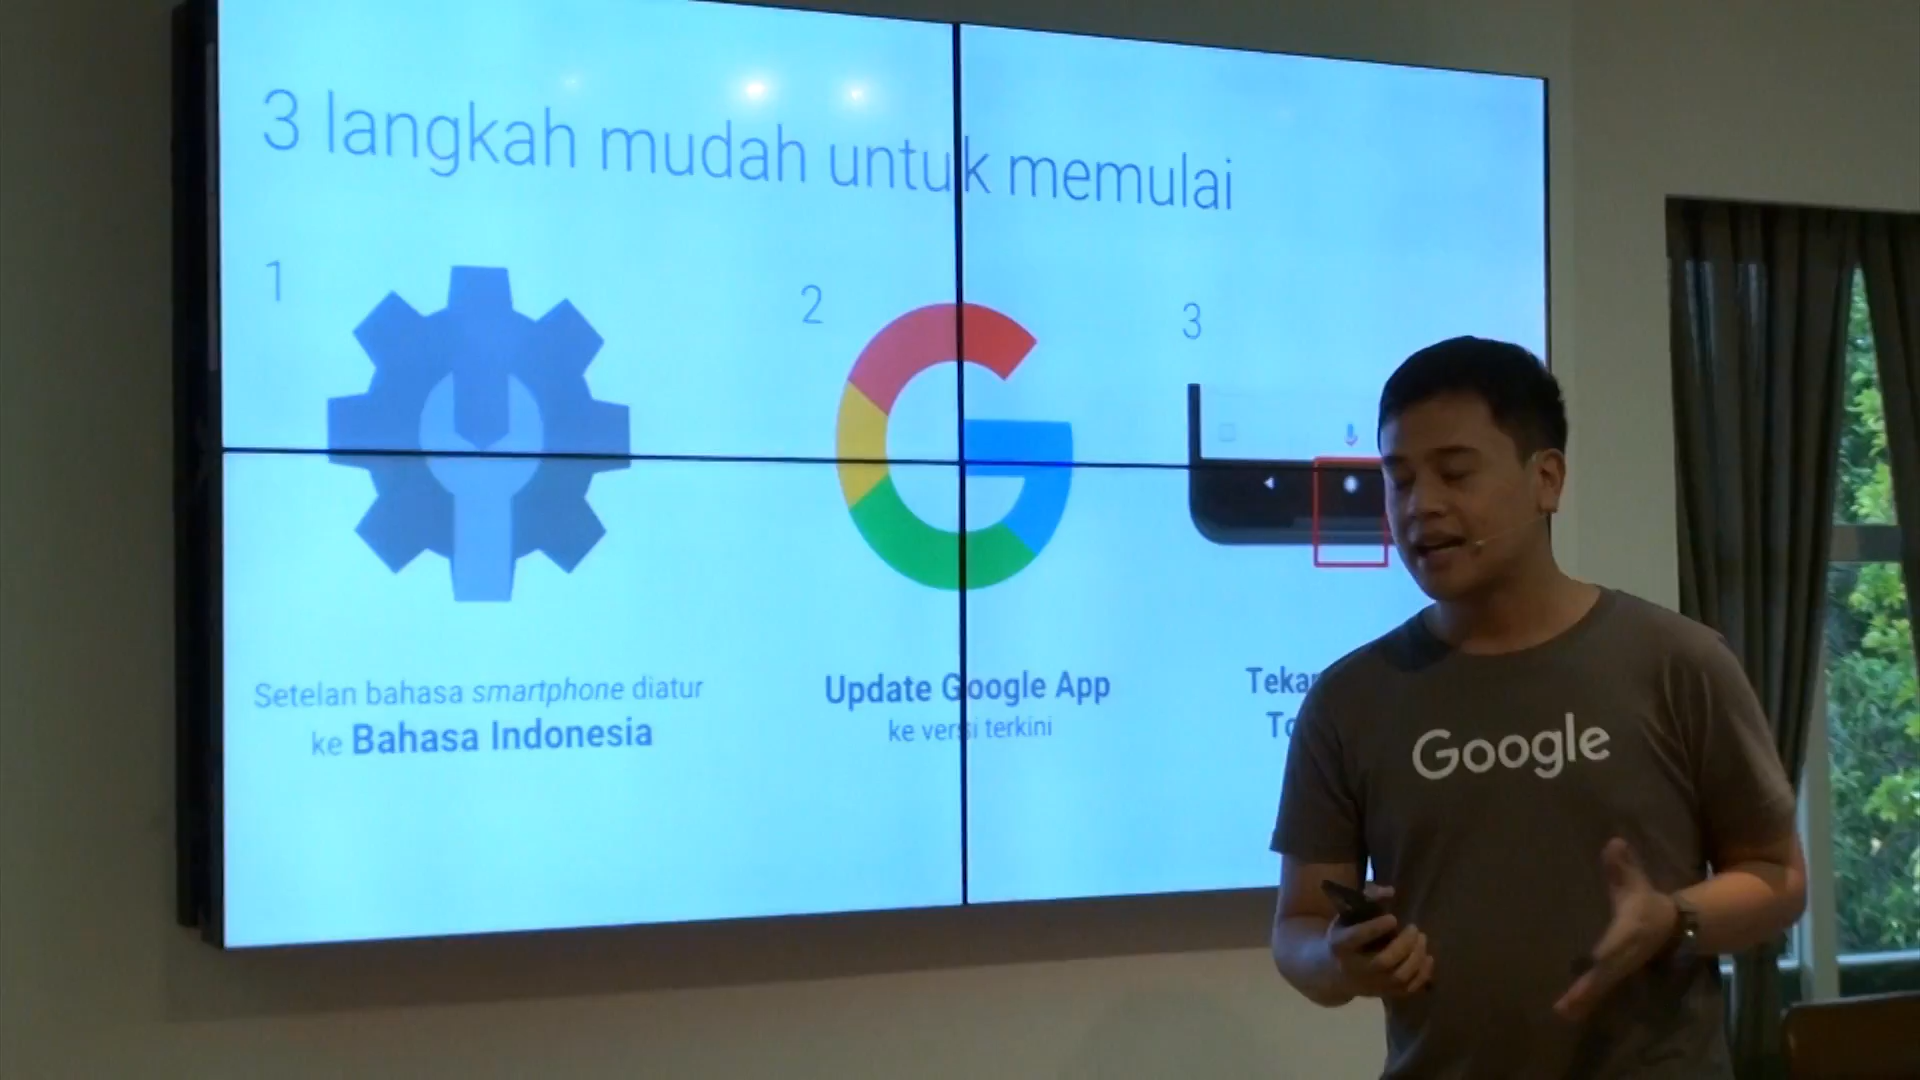 3 langkah mudah untuk memulai
1
2
3
Setelan bahasa smartphone diatur
ke Bahasa Indonesia
Update Google App
ke versi terkini
Google